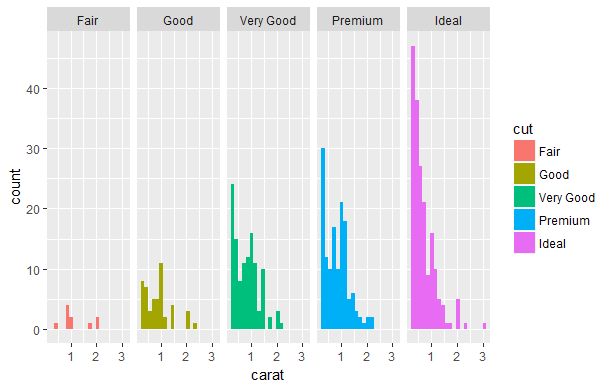 Fair Good Very Good Premium Ideal
40
30
20
10
0
count
1 2 3 1 2 3 1 2 3 1 2 3 1 2 3
carat
cut
Fair
Good
Very Good
Premium
Ideal